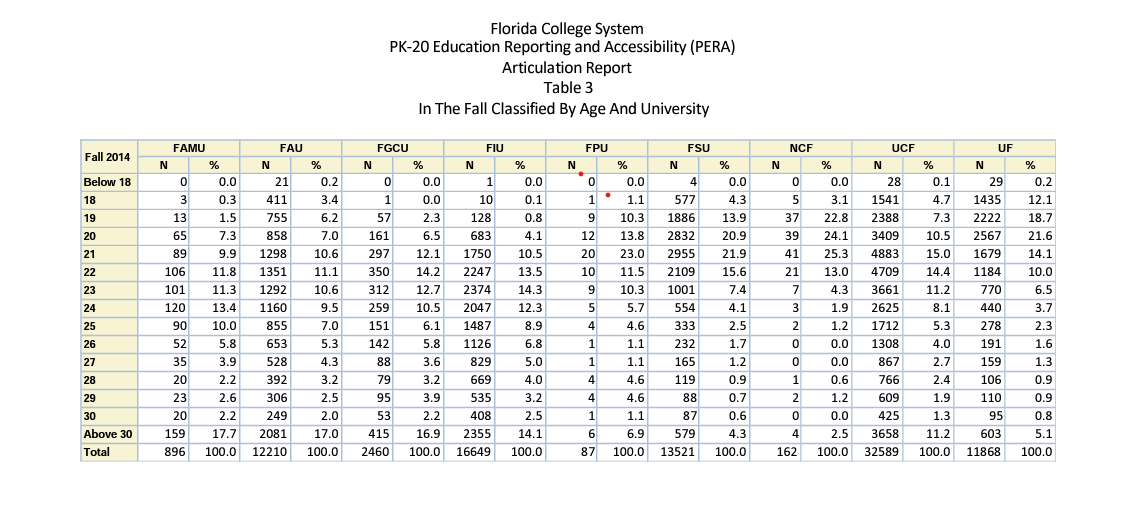 Florida College System
PK-20 Education Reporting and Accessibility (PERA)
Articulation Report
Table 3
In The Fall Classified By Age And University
Fall 2014 FAMU FAU FGCU FIU FPU FSU NCF UCF UF
N % N % N % N % N % N % N % N % N %
Below 18 0 0.0 21 0.2 0 0.0 1 0.0 0 0.0 4 0.0 0 0.0 28 0.1 29 0.2
18 3 0.3 411 3.4 1 0.0 10 0.1 1 1.1 577 4.3 5 3.1 1541 4.7 1435 12.1
19 13 1.5 755 6.2 57 2.3 128 0.8 9 10.3 1886 13.9 37 22.8 2388 7.3 2222 18.7
20 65 7.3 858 7.0 161 6.5 683 4.1 12 13.8 2832 20.9 39 24.1 3409 10.5 2567 21.6
21 89 9.9 1298 10.6 297 12.1 1750 10.5 20 23.0 2955 21.9 41 25.3 4883 15.0 1679 14.1
22 106 11.8 1351 11.1 350 14.2 2247 13.5 10 11.5 2109 15.6 21 13.0 4709 14.4 1184 10.0
23 101 11.3 1292 10.6 312 12.7 2374 14.3 9 10.3 1001 7.4 7 4.3 3661 11.2 770 6.5
24 120 13.4 1160 9.5 259 10.5 2047 12.3 5 5.7 554 4.1 3 1.9 2625 8.1 440 3.7
25 90 10.0 855 7.0 151 6.1 1487 8.9 4 4.6 333 2.5 2 1.2 1712 5.3 278 2.3
26 52 5.8 653 5.3 142 5.8 1126 6.8 1 1.1 232 1.7 0 0.0 1308 4.0 191 1.6
27 35 3.9 528 4.3 88 3.6 829 5.0 1 1.1 165 1.2 0 0.0 867 2.7 159 1.3
28 20 2.2 392 3.2 79 3.2 669 4.0 4 4.6 119 0.9 1 0.6 766 2.4 106 0.9
29 23 2.6 306 2.5 95 3.9 535 3.2 4 4.6 88 0.7 2 1.2 609 1.9 110 0.9
30 20 2.2 249 2.0 53 2.2 408 2.5 1 1.1 87 0.6 0 0.0 425 1.3 95 0.8
Above 30 159 17.7 2081 17.0 415 16.9 2355 14.1 6 6.9 579 4.3 4 2.5 3658 11.2 603 5.1
Total 896 100.0 12210 100.0 2460 100.0 16649 100.0 87 100.0 13521 100.0 162 100.0 32589 100.0 11868 100.0